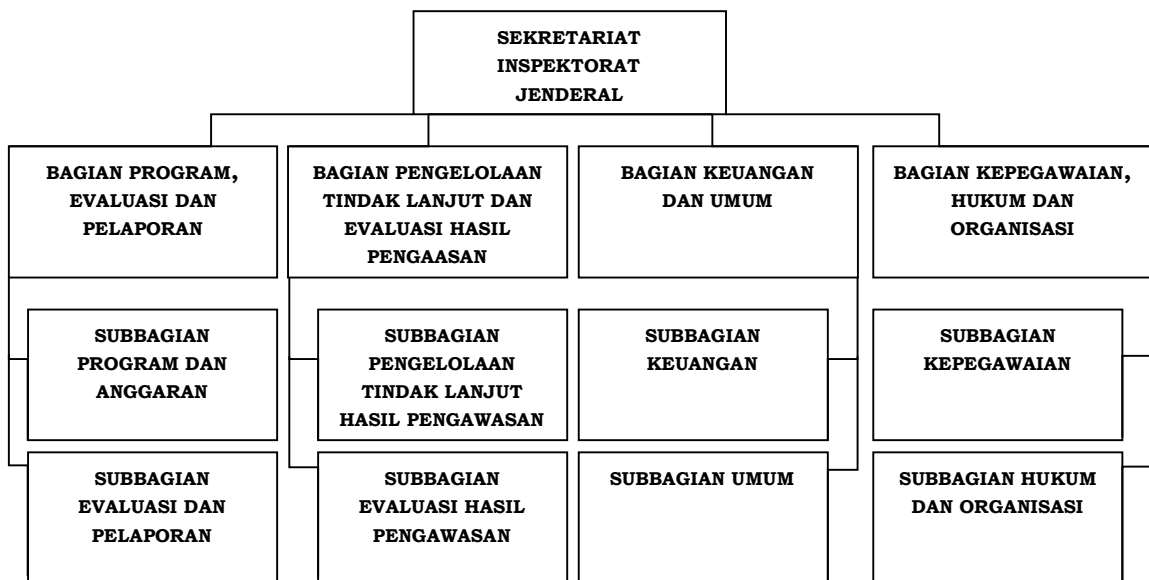 SEKRETARIAT
INSPEKTORAT
JENDERAL
BAGIAN PROGRAM,
EVALUASI DAN
PELAPORAN
BAGIAN PENGELOLAAN
TINDAK LANJUT DAN
EVALUASI HASIL
PENGAASAN
BAGIAN KEUANGAN
DAN UMUM
BAGIAN KEPEGAWAIAN,
HUKUM DAN
ORGANISASI
SUBBAGIAN
PROGRAM DAN
ANGGARAN
SUBBAGIAN
PENGELOLAAN
TINDAK LANJUT
HASIL PENGAWASAN
SUBBAGIAN
KEUANGAN
SUBBAGIAN
KEPEGAWAIAN
SUBBAGIAN
EVALUASI DAN
PELAPORAN
SUBBAGIAN
EVALUASI HASIL
PENGAWASAN
SUBBAGIAN UMUM
SUBBAGIAN HUKUM
DAN ORGANISASI